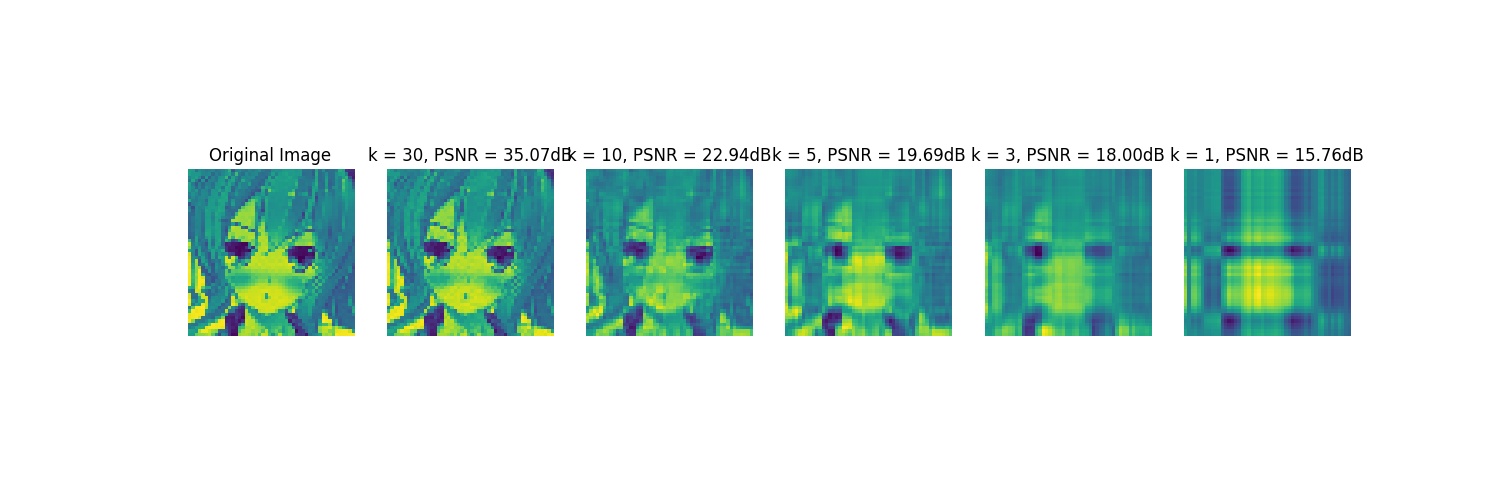 Original Image
k = 30, PSNR = 35.07dB
k = 10, PSNR = 22.94dB
k = 5, PSNR = 19.69dB
k = 3, PSNR = 18.00dB
k = 1, PSNR = 15.76dB